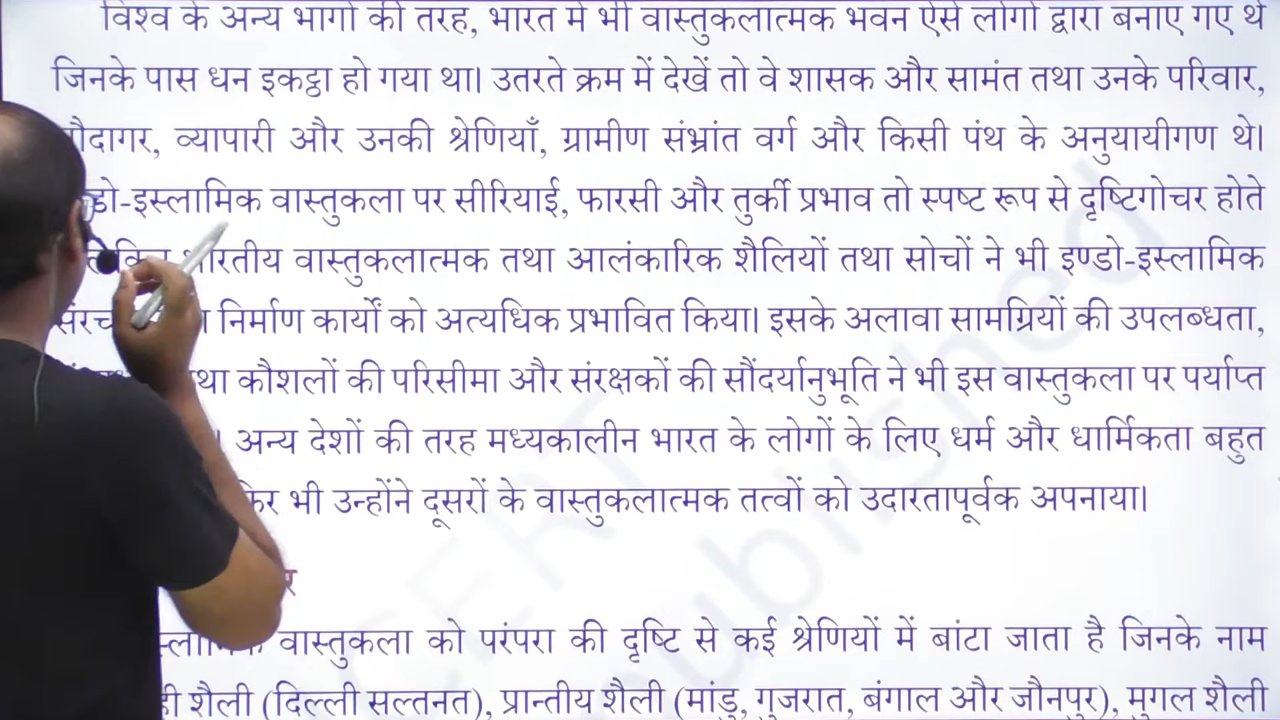 विश्व के अन्य भागों की तरह, भारत में भी वास्तुकलात्मक भवन ऐसे लोगों द्वारा बनाए गए थे
जिनके पास धन इकट्ठा हो गया था। उतरते क्रम में देखें तो वे शासक और सामंत तथा उनके परिवार,
व्यापारी और उनकी श्रेणियाँ, ग्रामीण संभ्रांत वर्ग और किसी पंथ के अनुयायीगण थे।
वास्तुकला पर सीरियाई, फारसी और तुर्की प्रभाव तो स्पष्ट रूप से दृष्टिगोचर होते
भारतीय वास्तुकलात्मक तथा आलंकारिक शैलियों तथा सोचों ने भी इण्डो-इस्लामिक
निर्माण कार्यों को अत्यधिक प्रभावित किया। इसके अलावा सामग्रियों की उपलब्धता,
कौशलों की परिसीमा और संरक्षकों की सौंदर्यानुभूति ने भी इस वास्तुकला पर पर्याप्त
अन्य देशों की तरह मध्यकालीन भारत के लोगों के लिए धर्म और धार्मिकता बहुत
भी उन्होंने दूसरों के वास्तुकलात्मक तत्वों को उदारतापूर्वक अपनाया।
वास्तुकला को परंपरा की दृष्टि से कई श्रेणियों में बांटा जाता है जिनके नाम
शैली (दिल्ली सल्तनत), प्रान्तीय शैली (मांडु, गुजरात, बंगाल और जौनपुर), मुगल शैली